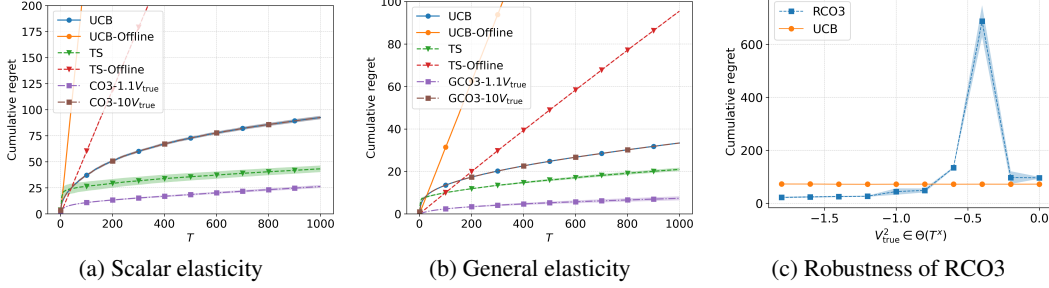 Cumulative regret
200
175
150
125
100
75
50
25
0
0
200
400
600
800
1000
T
UCB
UCB-Offline
TS
TS-Offline
CO3-1.1V_true
CO3-10V_true
(a) Scalar elasticity
Cumulative regret
100
80
60
40
20
0
0
200
400
600
800
1000
T
UCB
UCB-Offline
TS
TS-Offline
GCO3-1.1V_true
GCO3-10V_true
(b) General elasticity
Cumulative regret
600
400
200
0
−1.5
−1.0
−0.5
0.0
V²_true ∈ Θ(Tˣ)
RCO3
UCB
(c) Robustness of RCO3